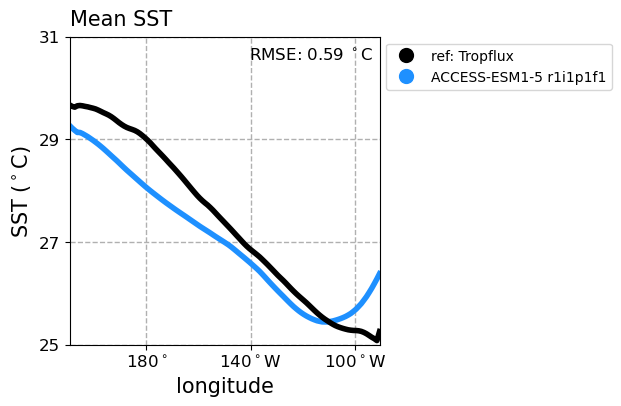 Mean SST
31
RMSE: 0.59 °C
ref: Tropflux
ACCESS-ESM1-5 r1i1p1f1
29
SST (°C)
27
25
180°
140°W
100°W
longitude